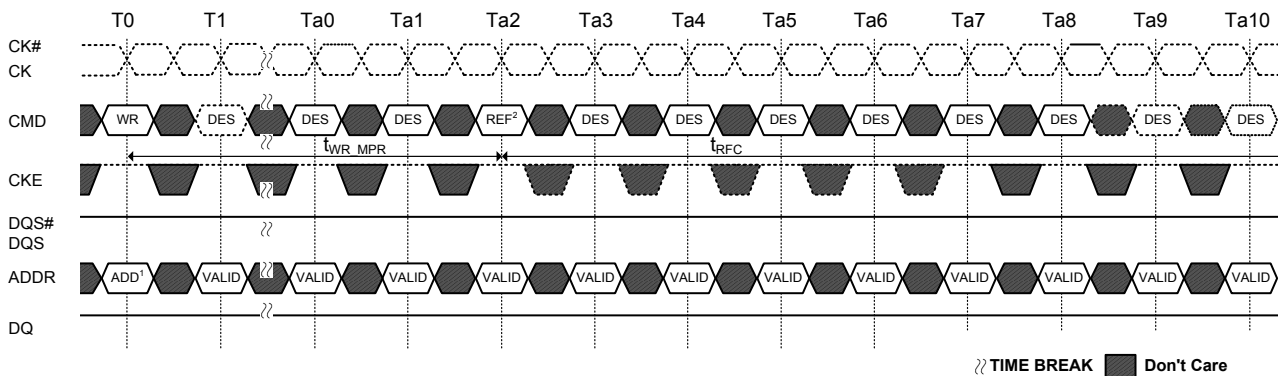 T0 T1 Ta0 Ta1 Ta2 Ta3 Ta4 Ta5 Ta6 Ta7 Ta8 Ta9 Ta10
CK#
CK
CMD WR DES DES DES REF² DES DES DES DES DES DES DES DES
tWR_MPR tRFC
CKE
DQS#
DQS
ADDR ADD¹ VALID VALID VALID VALID VALID VALID VALID VALID VALID VALID VALID VALID
DQ
TIME BREAK Don't Care